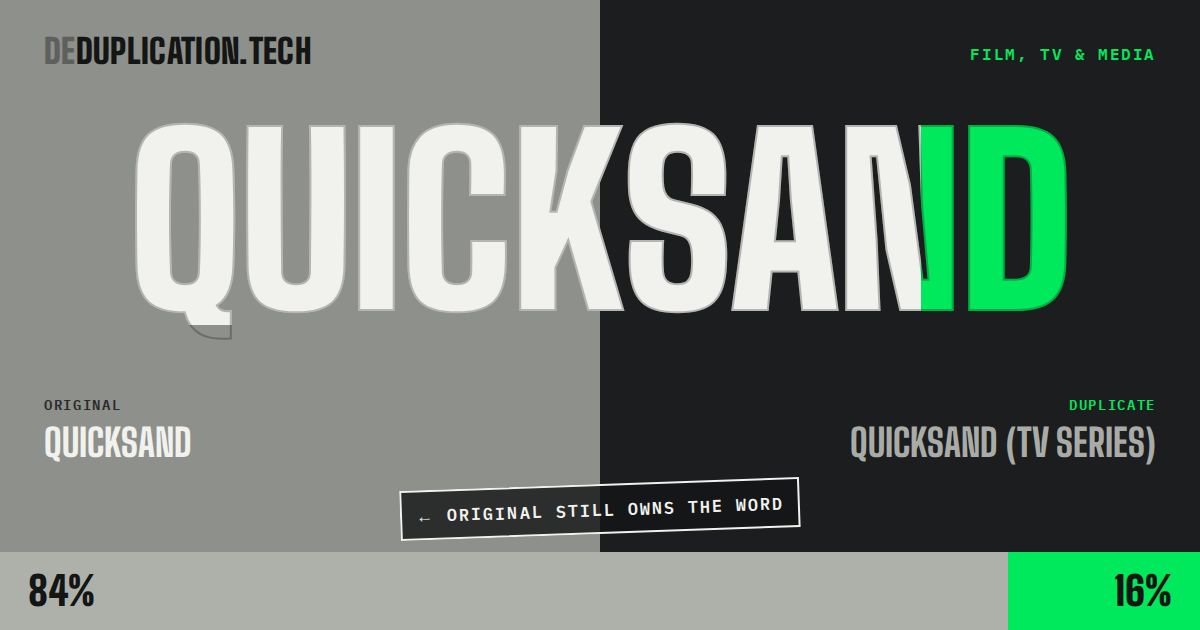 DEDUPLICATION.TECH
FILM, TV & MEDIA
QUICKSAND
ORIGINAL
QUICKSAND
DUPLICATE
QUICKSAND (TV SERIES)
← ORIGINAL STILL OWNS THE WORD
84%
16%